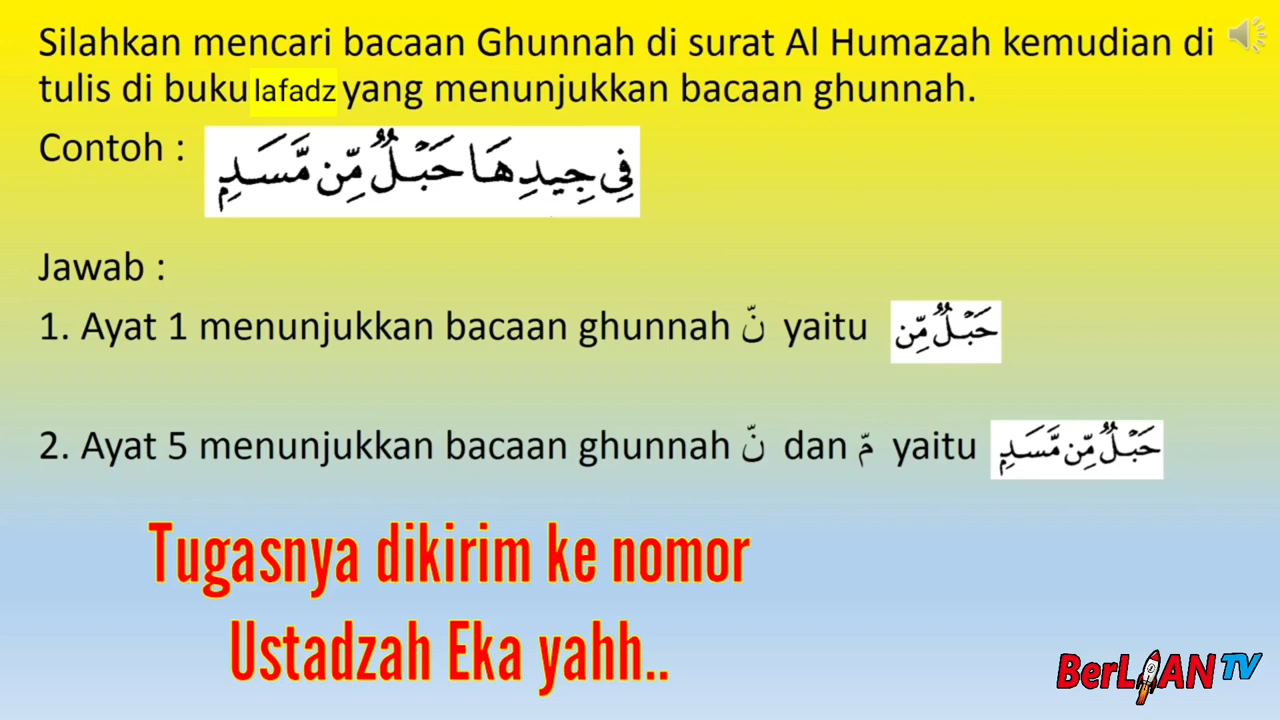 Silahkan mencari bacaan Ghunnah di surat Al Humazah kemudian di
tulis di buku lafadz yang menunjukkan bacaan ghunnah.
Contoh : فِي جِيدِهَا حَبْلٌ مِّن مَّسَدٍ
Jawab :
1. Ayat 1 menunjukkan bacaan ghunnah نّ yaitu حَبْلٌ مِّن
2. Ayat 5 menunjukkan bacaan ghunnah نّ dan مّ yaitu حَبْلٌ مِّن مَّسَدٍ
Tugasnya dikirim ke nomor
Ustadzah Eka yahh..
BerLIAN TV